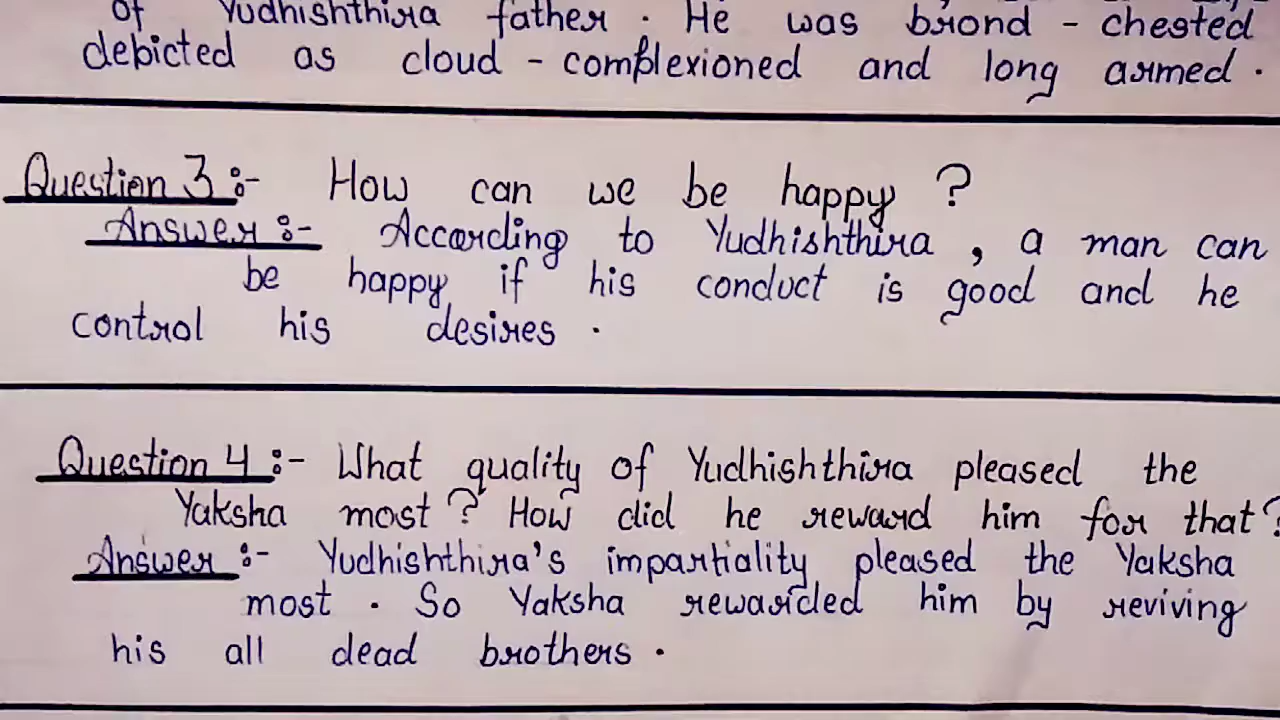 of Yudhishthira father. He was brond - chested
debicted as cloud - complexioned and long armed.
Question 3 :- How can we be happy ?
Answer :- According to Yudhishthira , a man can
be happy if his conduct is good and he
control his desires .
Question 4 :- What quality of Yudhishthira pleased the
Yaksha most ? How did he reward him for that ?
Answer :- Yudhishthira's impartiality pleased the Yaksha
most . So Yaksha rewarded him by reviving
his all dead brothers .